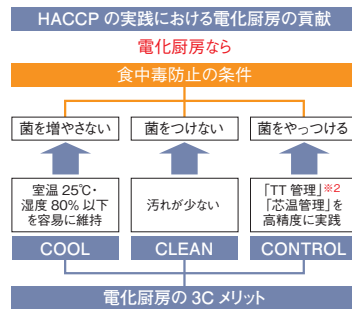 HACCP の実践における電化厨房の貢献
電化厨房なら
食中毒防止の条件
菌を増やさない
菌をつけない
菌をやっつける
室温 25℃・
湿度 80% 以下
を容易に維持
汚れが少ない
「TT 管理」※2
「芯温管理」を
高精度に実践
COOL
CLEAN
CONTROL
電化厨房の 3C メリット